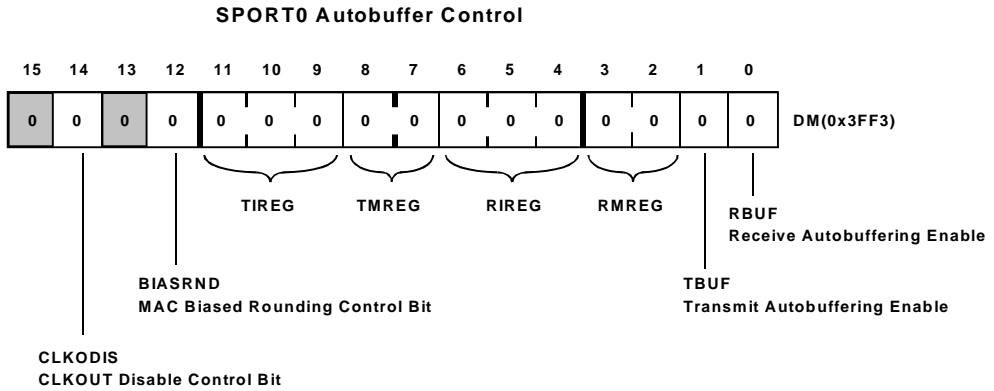 SPORT0 Autobuffer Control
15 14 13 12 11 10 9 8 7 6 5 4 3 2 1 0
0 0 0 0 0 0 0 0 0 0 0 0 0 0 0 0 DM(0x3FF3)
TIREG TMREG RIREG RMREG
RBUF
Receive Autobuffering Enable
BIASRND
MAC Biased Rounding Control Bit
TBUF
Transmit Autobuffering Enable
CLKODIS
CLKOUT Disable Control Bit